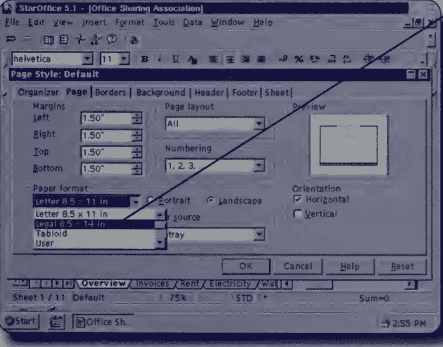 StarOffice 5.1 - [Office Sharing Association]
File Edit View Insert Format Tools Data Window Help
helvetica 11 B i U A
Page Style: Default
Organizer Page Borders Background Header Footer Sheet
Margins Page layout Preview
Left 1.50" All
Right 1.50"
Top 1.50" Numbering
Bottom 1.50" 1, 2, 3,
Paper format Orientation
Letter 8.5 x 11 in Portrait Landscape Horizontal
Letter 8.5 x 11 in r source Vertical
Legal 8.5 x 14 in
Tabloid tray
User
OK Cancel Help Reset
Overview Invoices Rent Electricity
Sheet 1 / 11 Default 75% STD * Sum=0
Start Office Sh. 2:55 PM